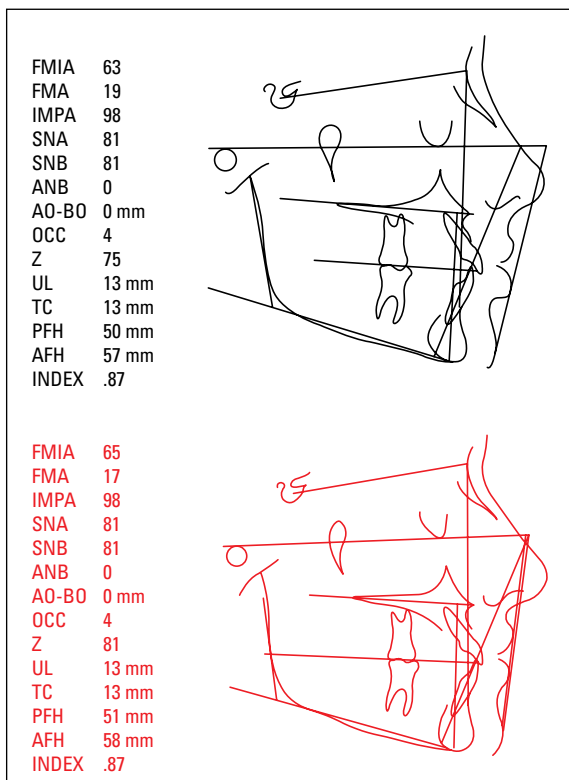 FMIA 63
FMA 19
IMPA 98
SNA 81
SNB 81
ANB 0
AO-BO 0 mm
OCC 4
Z 75
UL 13 mm
TC 13 mm
PFH 50 mm
AFH 57 mm
INDEX .87
FMIA 65
FMA 17
IMPA 98
SNA 81
SNB 81
ANB 0
AO-BO 0 mm
OCC 4
Z 81
UL 13 mm
TC 13 mm
PFH 51 mm
AFH 58 mm
INDEX .87